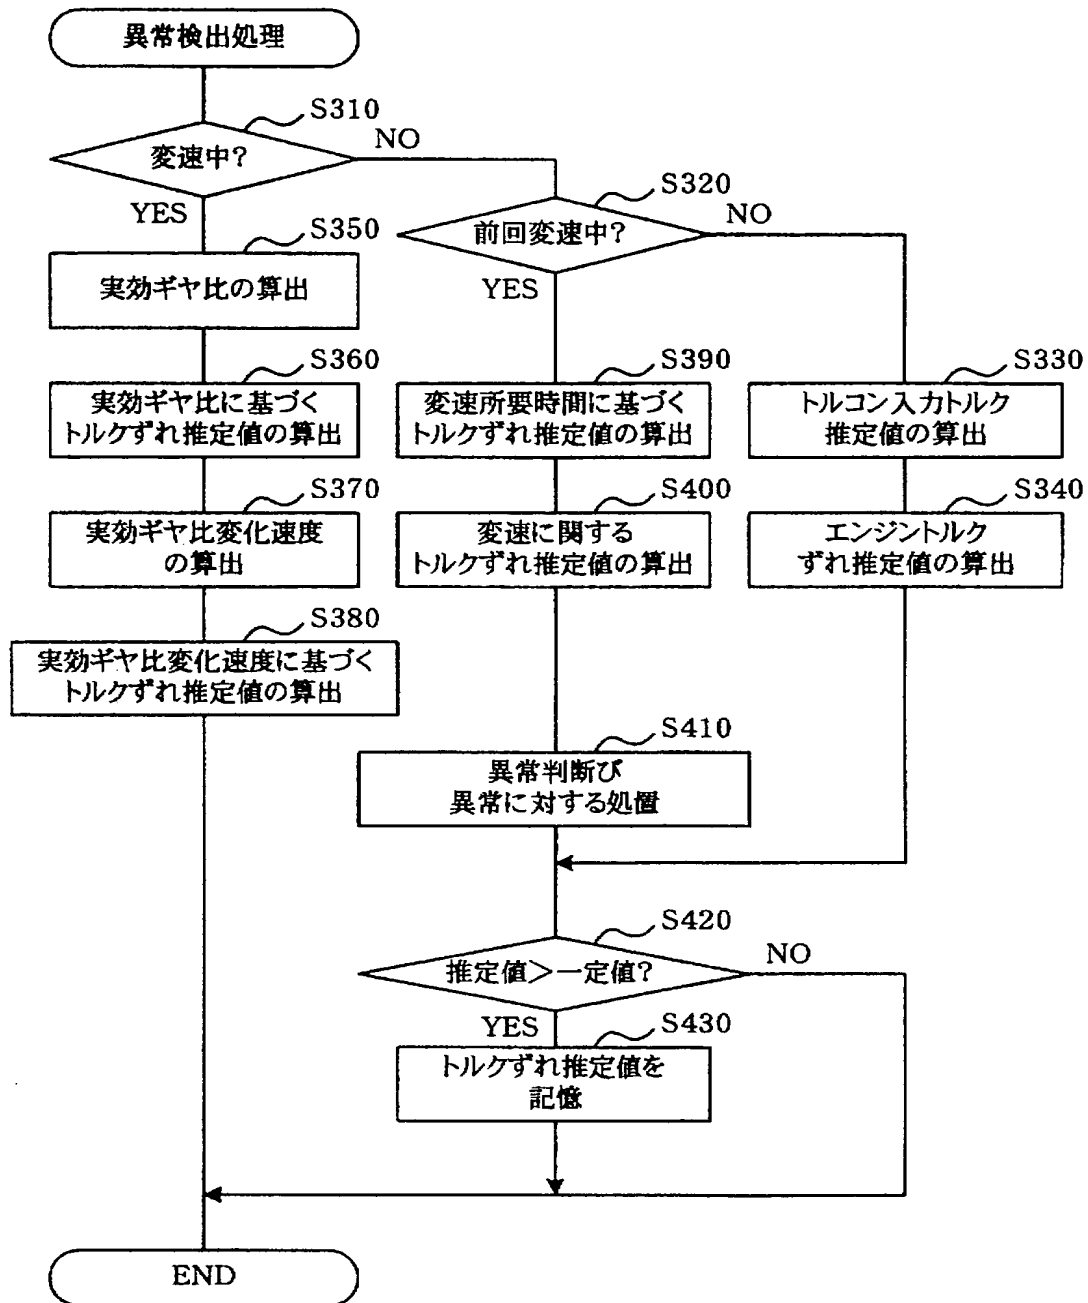 異常検出処理
S310
変速中?
NO
YES
S320
前回変速中?
NO
YES
S350
実効ギヤ比の算出
S360
実効ギヤ比に基づく
トルクずれ推定値の算出
S390
変速所要時間に基づく
トルクずれ推定値の算出
S330
トルコン入力トルク
推定値の算出
S370
実効ギヤ比変化速度
の算出
S400
変速に関する
トルクずれ推定値の算出
S340
エンジントルク
ずれ推定値の算出
S380
実効ギヤ比変化速度に基づく
トルクずれ推定値の算出
S410
異常判断び
異常に対する処置
S420
推定値>一定値?
NO
YES
S430
トルクずれ推定値を
記憶
END